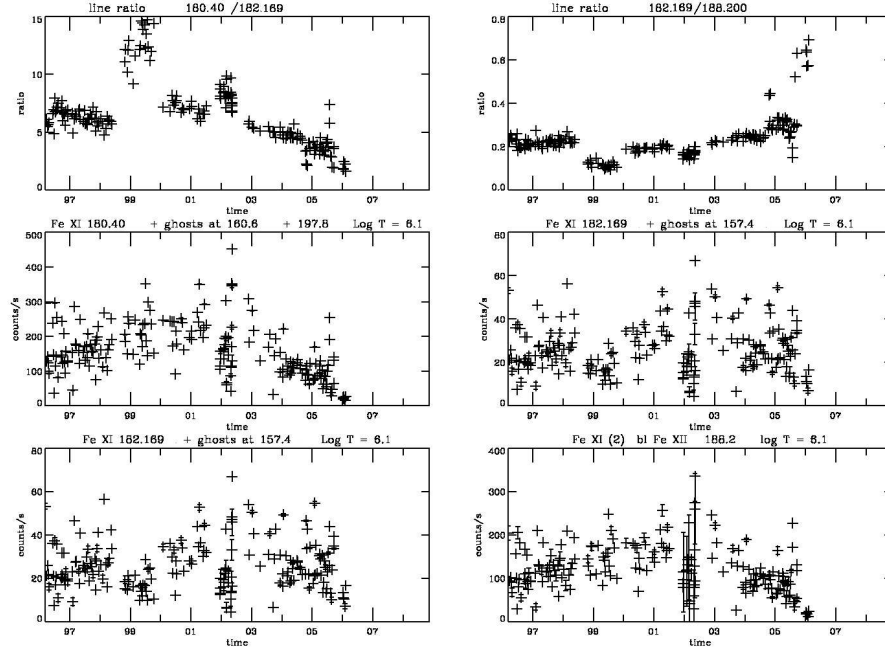 line ratio 180.40 /182.169
15
10
5
0
ratio
97 99 01 03 05 07
time
line ratio 182.169/188.200
0.8
0.6
0.4
0.2
0.0
ratio
97 99 01 03 05 07
time
Fe XI 180.40 + ghosts at 160.6 + 197.8 Log T = 6.1
500
400
300
200
100
0
counts/s
97 99 01 03 05 07
time
Fe XI 182.169 + ghosts at 157.4 Log T = 6.1
80
60
40
20
0
counts/s
97 99 01 03 05 07
time
Fe XI 182.169 + ghosts at 157.4 Log T = 6.1
80
60
40
20
0
counts/s
97 99 01 03 05 07
time
Fe XI (2) bl Fe XII 188.2 log T = 6.1
400
300
200
100
0
counts/s
97 99 01 03 05 07
time